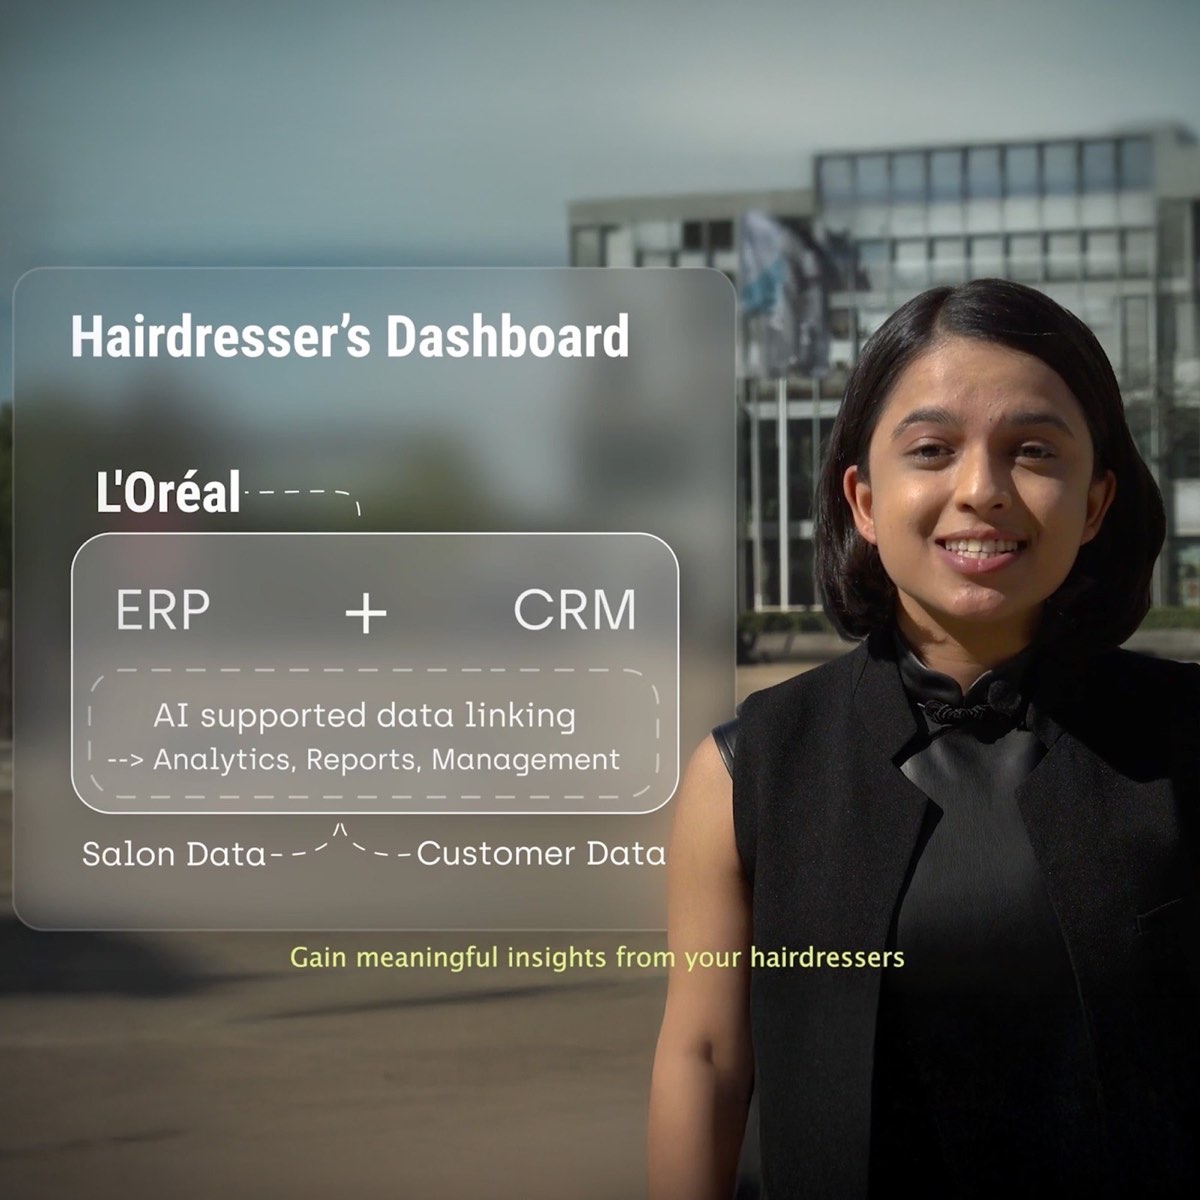 Hairdresser’s Dashboard
L'Oréal
ERP + CRM
AI supported data linking
--> Analytics, Reports, Management
Salon Data
Customer Data
Gain meaningful insights from your hairdressers